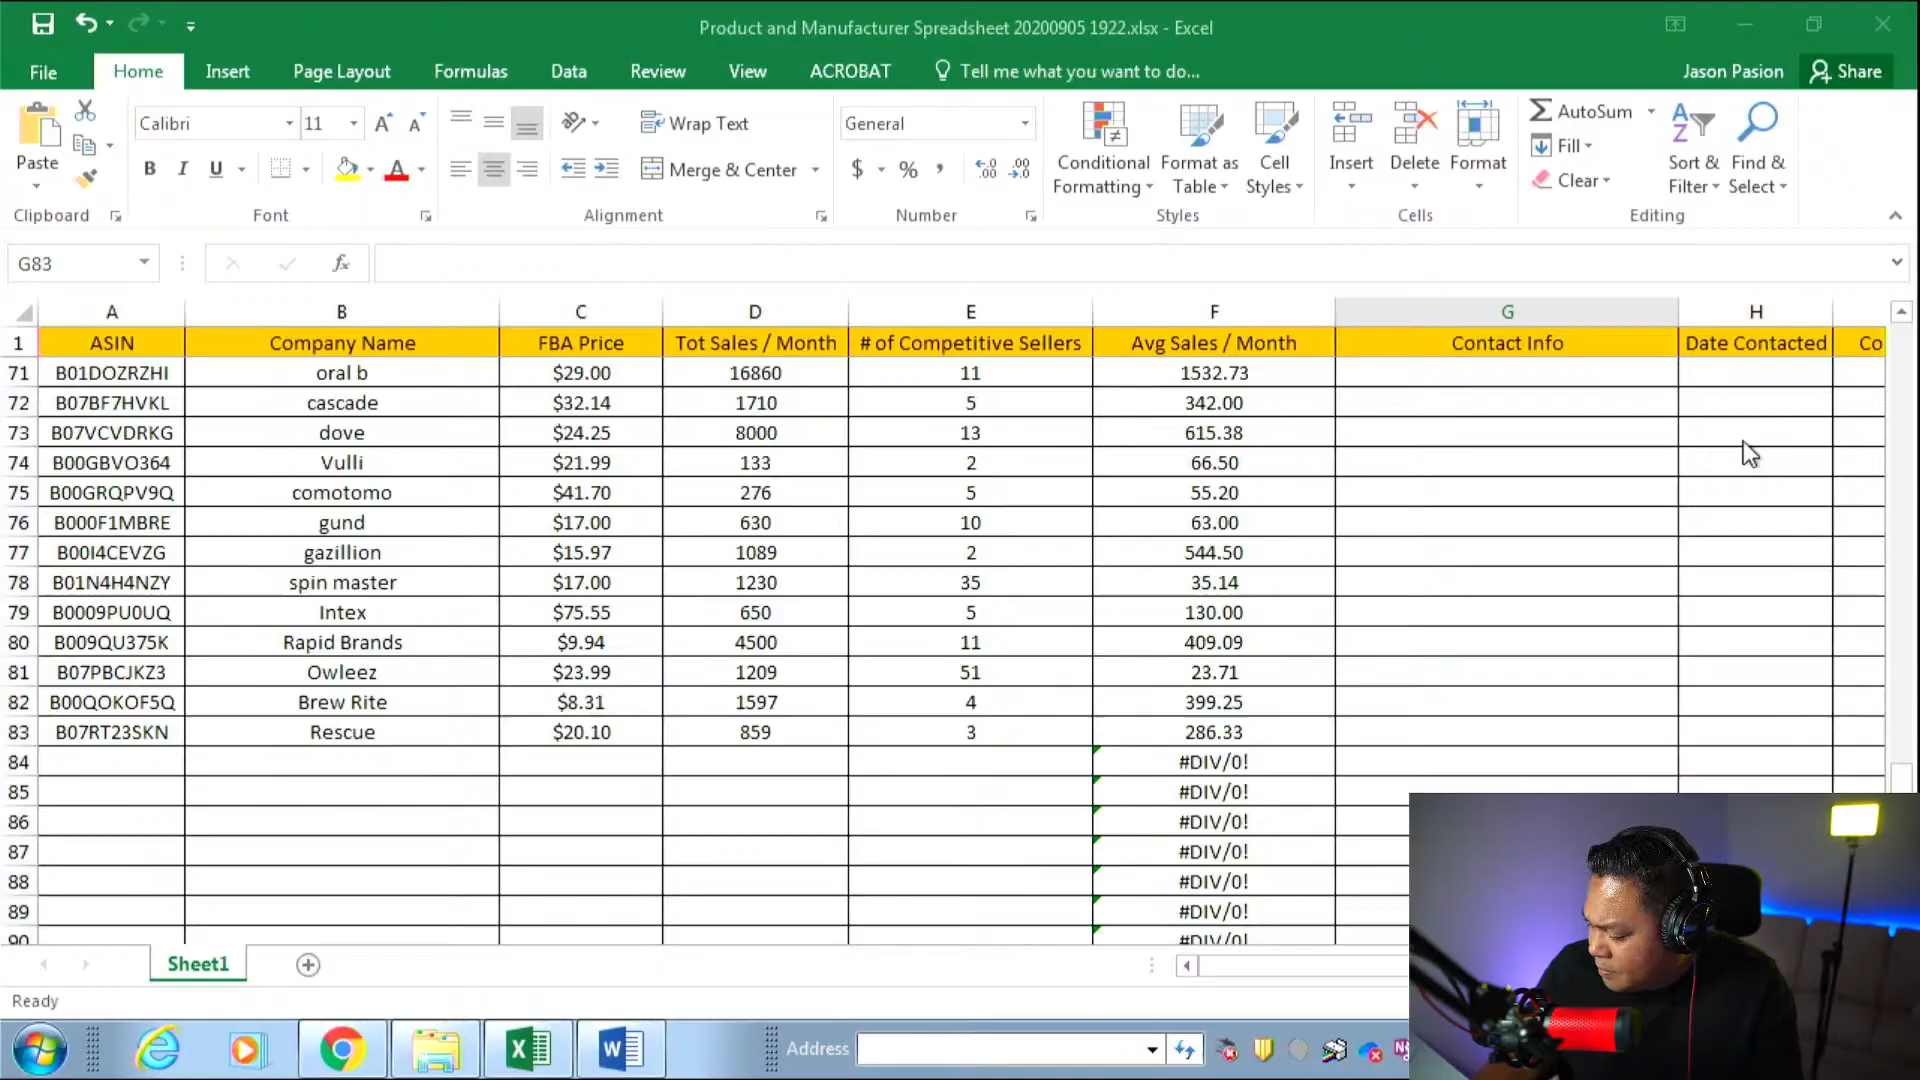 Product and Manufacturer Spreadsheet 20200905 1922.xlsx - Excel
File Home Insert Page Layout Formulas Data Review View ACROBAT Tell me what you want to do... Jason Pasion Share
Paste Calibri 11 Wrap Text General Conditional Formatting Format as Table Cell Styles Insert Delete Format AutoSum Fill Clear Sort & Filter Find & Select
B I U Merge & Center $ % ,
Clipboard Font Alignment Number Styles Cells Editing
G83 fx
A B C D E F G H
1 ASIN Company Name FBA Price Tot Sales / Month # of Competitive Sellers Avg Sales / Month Contact Info Date Contacted Co
71 B01DOZRZHI oral b $29.00 16860 11 1532.73
72 B07BF7HVKL cascade $32.14 1710 5 342.00
73 B07VCVDRKG dove $24.25 8000 13 615.38
74 B00GBVO364 Vulli $21.99 133 2 66.50
75 B00GRQPV9Q comotomo $41.70 276 5 55.20
76 B000F1MBRE gund $17.00 630 10 63.00
77 B00I4CEVZG gazillion $15.97 1089 2 544.50
78 B01N4H4NZY spin master $17.00 1230 35 35.14
79 B0009PU0UQ Intex $75.55 650 5 130.00
80 B009QU375K Rapid Brands $9.94 4500 11 409.09
81 B07PBCJKZ3 Owleez $23.99 1209 51 23.71
82 B00QOKOF5Q Brew Rite $8.31 1597 4 399.25
83 B07RT23SKN Rescue $20.10 859 3 286.33
84 #DIV/0!
85 #DIV/0!
86 #DIV/0!
87 #DIV/0!
88 #DIV/0!
89 #DIV/0!
90 #DIV/0!
Sheet1
Ready
Address